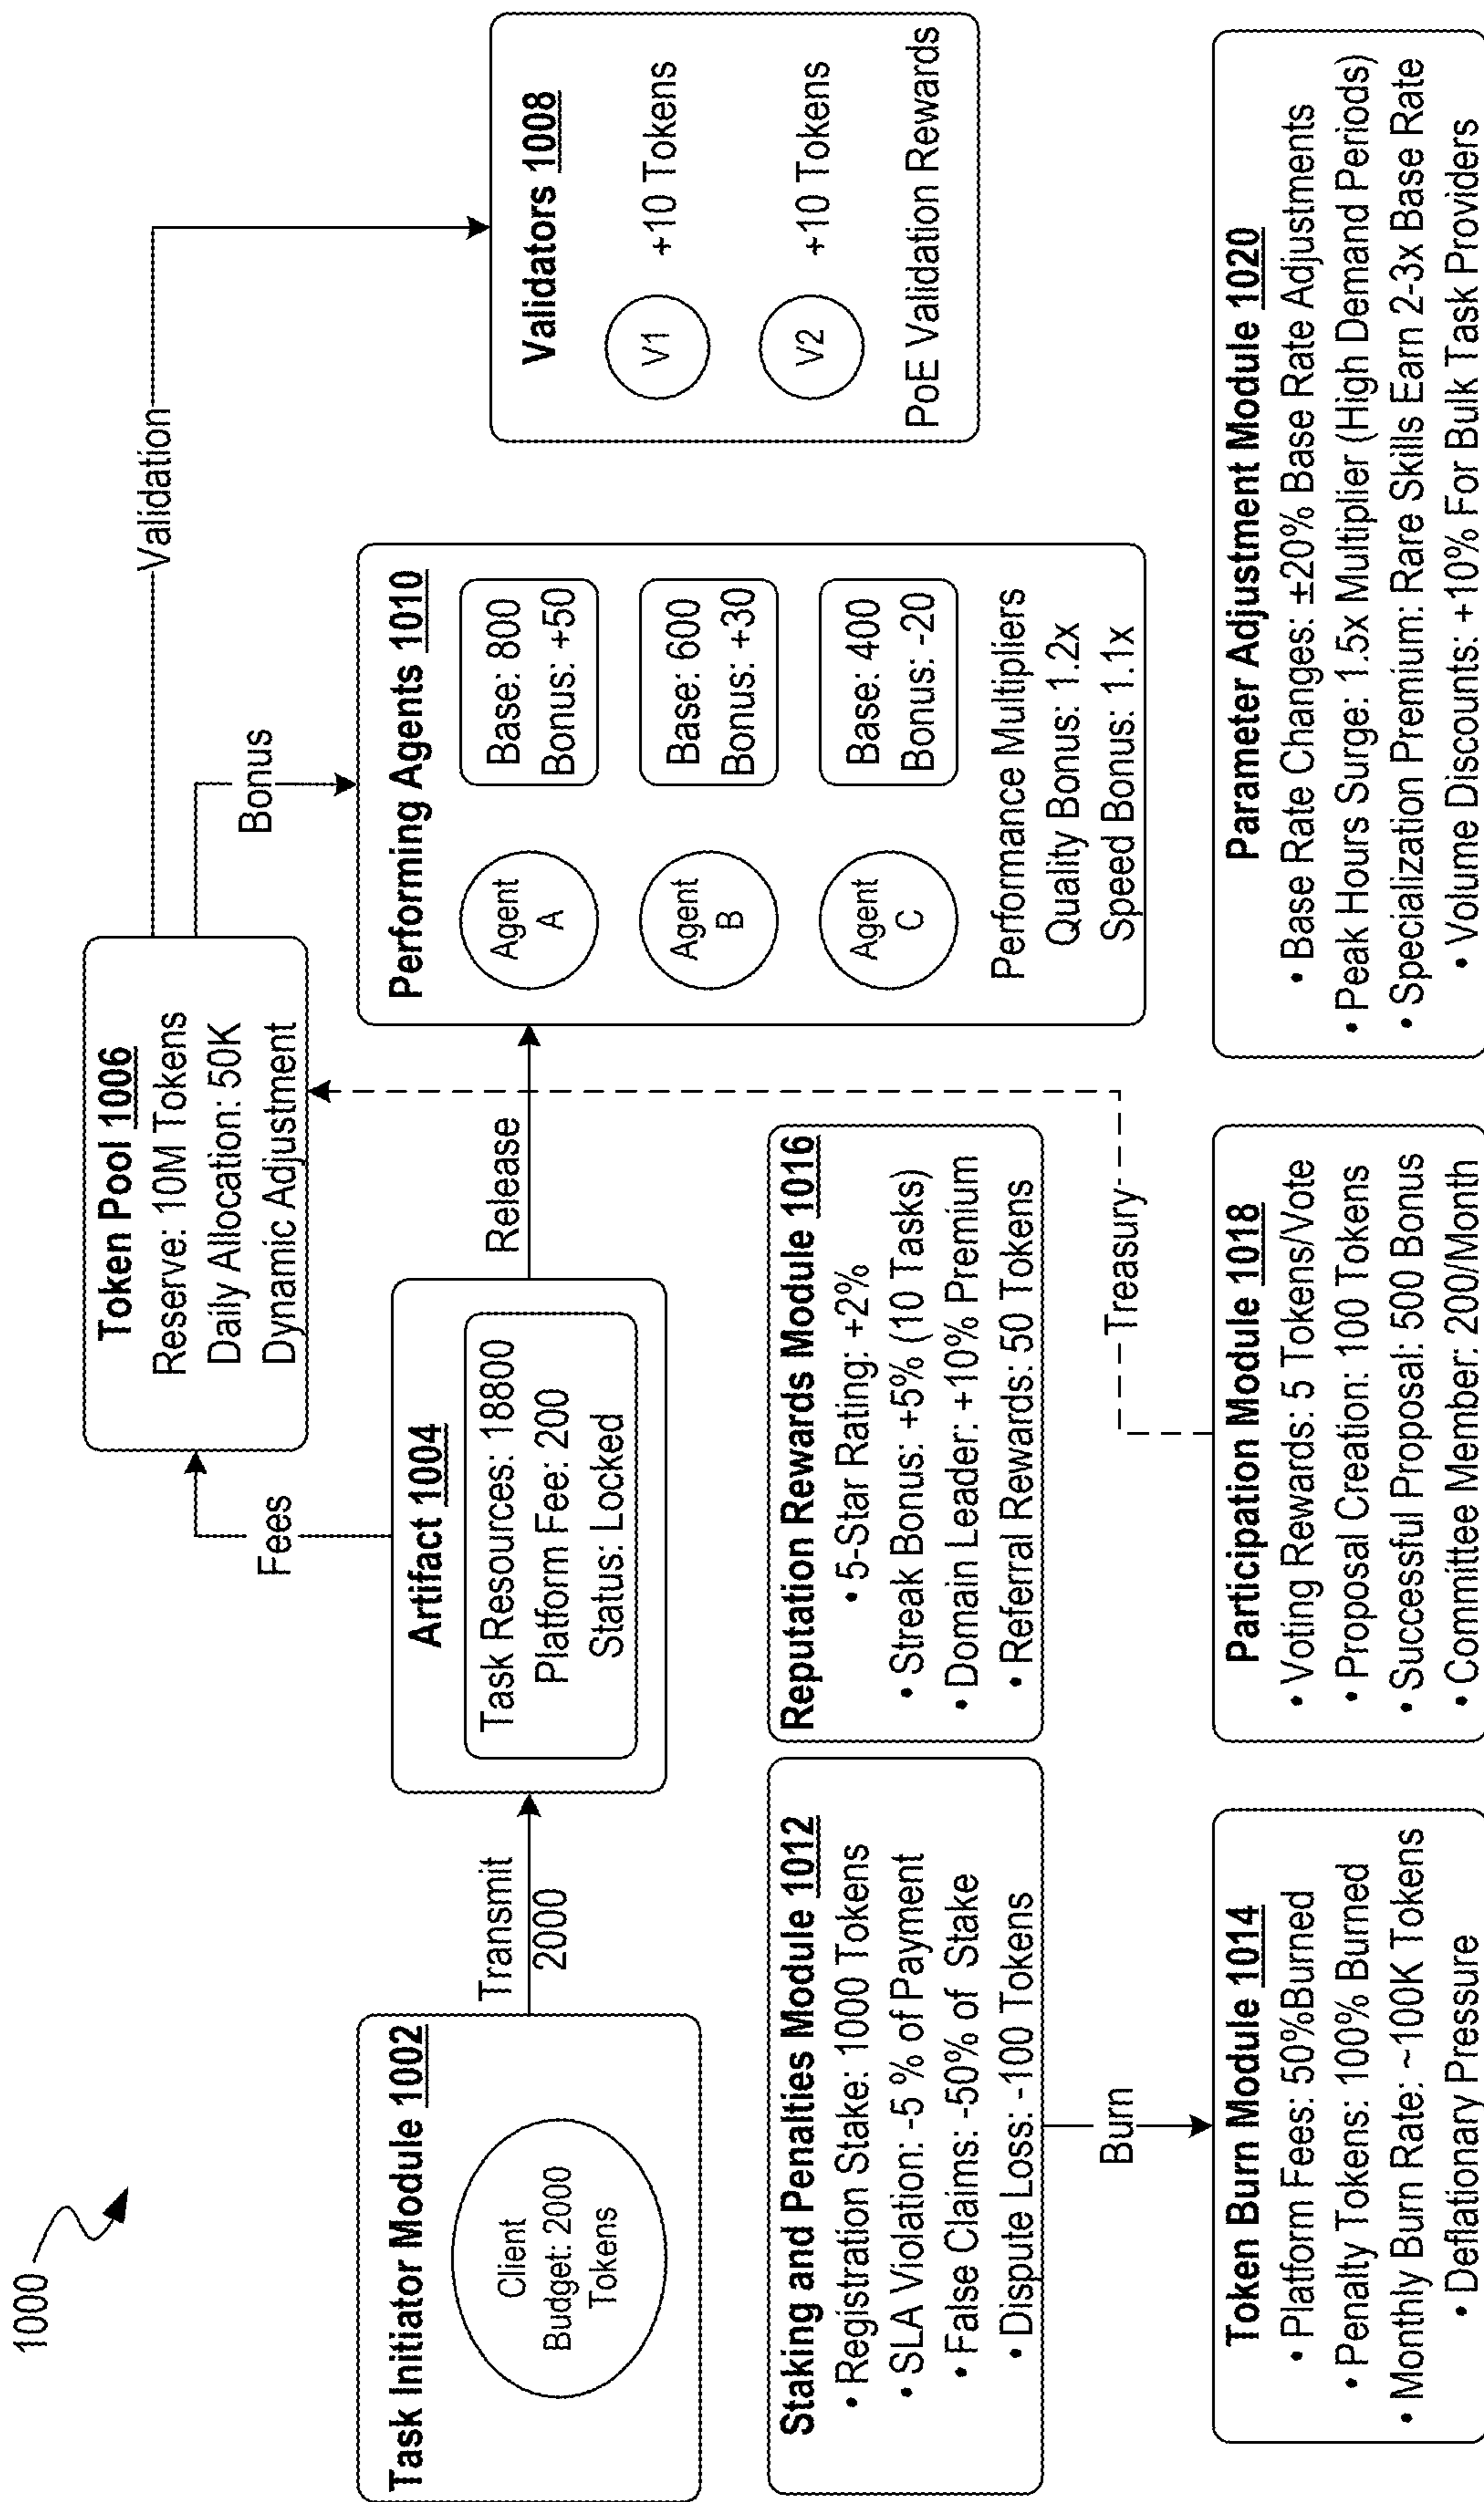 1000
Task Initiator Module 1002
Client
Budget: 2000
Tokens
Transmit
2000
Artifact 1004
Task Resources: 18800
Platform Fee: 200
Status: Locked
Fees
Token Pool 1006
Reserve: 10M Tokens
Daily Allocation: 50K
Dynamic Adjustment
Release
Bonus
Validation
Performing Agents 1010
Agent
A
Base: 800
Bonus: +50
Agent
B
Base: 600
Bonus: +30
Agent
C
Base: 400
Bonus: -20
Performance Multipliers
Quality Bonus: 1.2x
Speed Bonus: 1.1x
Validators 1008
V1
+10 Tokens
V2
+10 Tokens
PoE Validation Rewards
Staking and Penalties Module 1012
• Registration Stake: 1000 Tokens
• SLA Violation: -5 % of Payment
• False Claims: -50% of Stake
• Dispute Loss: -100 Tokens
Reputation Rewards Module 1016
• 5-Star Rating: +2%
• Streak Bonus: +5% (10 Tasks)
• Domain Leader: +10% Premium
• Referral Rewards: 50 Tokens
Burn
Treasury
Token Burn Module 1014
• Platform Fees: 50%Burned
• Penalty Tokens: 100% Burned
• Monthly Burn Rate: ~100K Tokens
• Deflationary Pressure
Participation Module 1018
• Voting Rewards: 5 Tokens/Vote
• Proposal Creation: 100 Tokens
• Successful Proposal: 500 Bonus
• Committee Member: 200/Month
Parameter Adjustment Module 1020
• Base Rate Changes: ±20% Base Rate Adjustments
• Peak Hours Surge: 1.5x Multiplier (High Demand Periods)
• Specialization Premium: Rare Skills Earn 2-3x Base Rate
• Volume Discounts: +10% For Bulk Task Providers